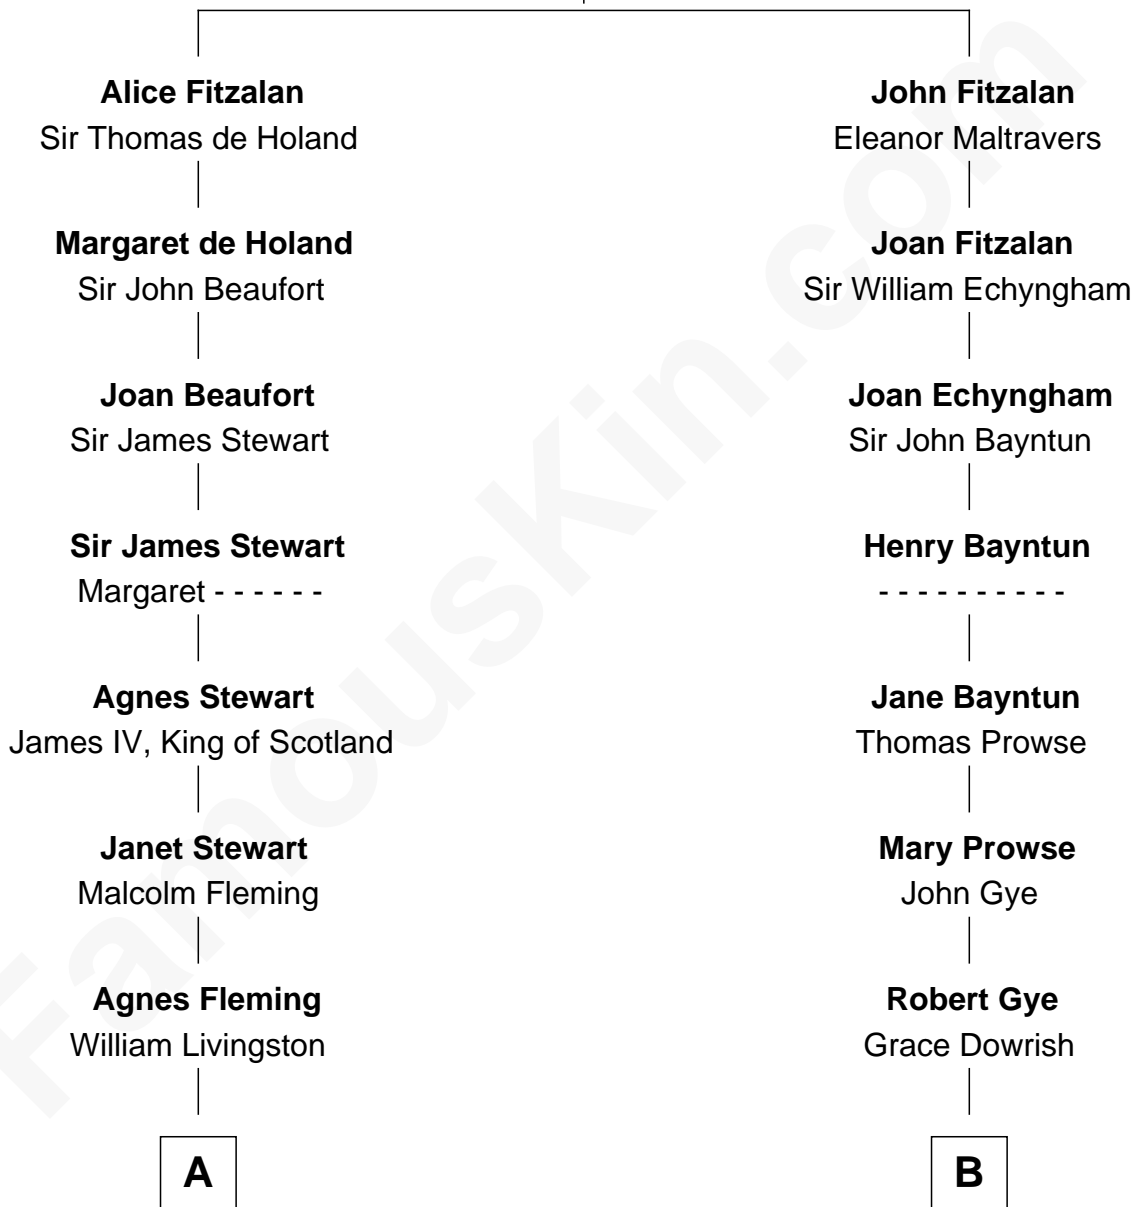 Alice Fitzalan
Sir Thomas de Holand
Margaret de Holand
Sir John Beaufort
Joan Beaufort
Sir James Stewart
Sir James Stewart
Margaret - - - - - -
Agnes Stewart
James IV, King of Scotland
Janet Stewart
Malcolm Fleming
Agnes Fleming
William Livingston
A
John Fitzalan
Eleanor Maltravers
Joan Fitzalan
Sir William Echyngham
Joan Echyngham
Sir John Bayntun
Henry Bayntun
- - - - - - - - - -
Jane Bayntun
Thomas Prowse
Mary Prowse
John Gye
Robert Gye
Grace Dowrish
B
FamousKin.com